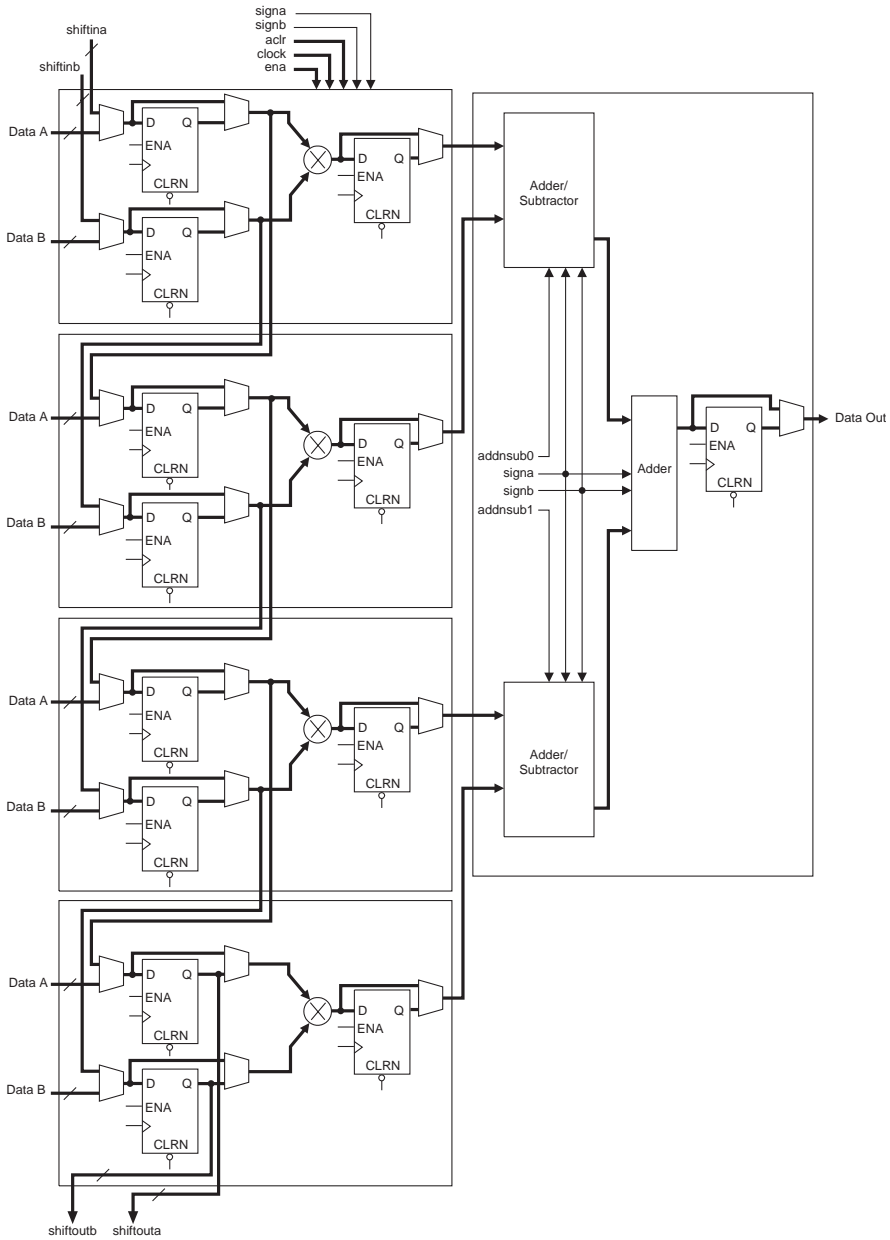 signa
signb
aclr
clock
ena
shiftina
shiftinb
Data A
D Q
ENA
CLRN
Data B
D Q
ENA
CLRN
D Q
ENA
CLRN
Adder/
Subtractor
Data A
D Q
ENA
CLRN
Data B
D Q
ENA
CLRN
D Q
ENA
CLRN
addnsub0
signa
signb
addnsub1
Adder
D Q
ENA
CLRN
Data Out
Data A
D Q
ENA
CLRN
Data B
D Q
ENA
CLRN
D Q
ENA
CLRN
Adder/
Subtractor
Data A
D Q
ENA
CLRN
Data B
D Q
ENA
CLRN
D Q
ENA
CLRN
shiftoutb
shiftouta